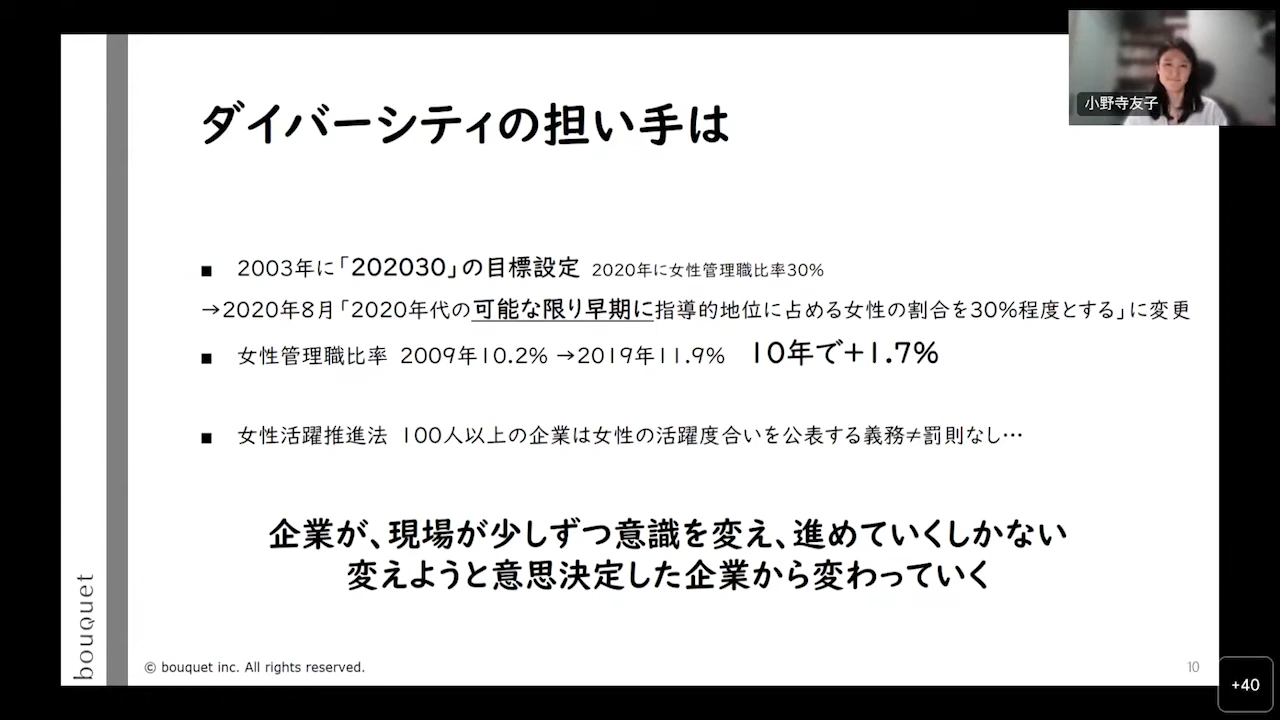 小野寺友子
ダイバーシティの担い手は
■ 2003年に「202030」の目標設定 2020年に女性管理職比率30%
→2020年8月「2020年代の可能な限り早期に指導的地位に占める女性の割合を30%程度とする」に変更
■ 女性管理職比率 2009年10.2% →2019年11.9% 10年で+1.7%
■ 女性活躍推進法 100人以上の企業は女性の活躍度合いを公表する義務≠罰則なし…
企業が、現場が少しずつ意識を変え、進めていくしかない
変えようと意思決定した企業から変わっていく
bouquet
© bouquet inc. All rights reserved.
10
+40